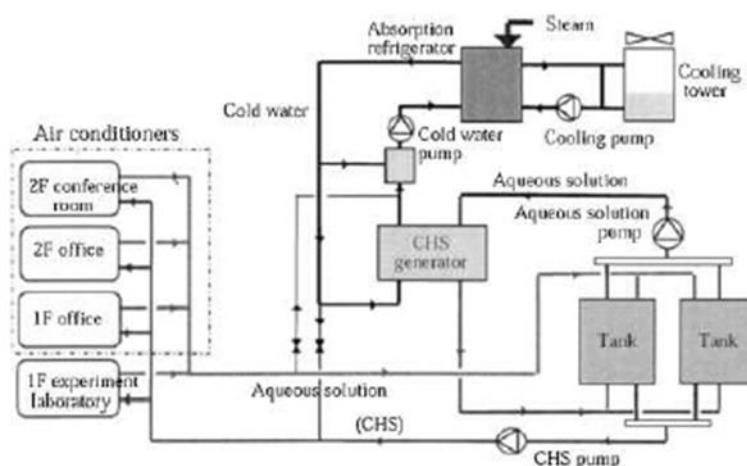 Absorption
refrigerator
Steam
Cooling
tower
Cold water
Cold water
pump
Cooling pump
Air conditioners
2F conference
room
2F office
1F office
1F experiment
laboratory
Aqueous solution
Aqueous solution
pump
CHS
generator
Tank
Tank
Aqueous solution
(CHS)
CHS pump